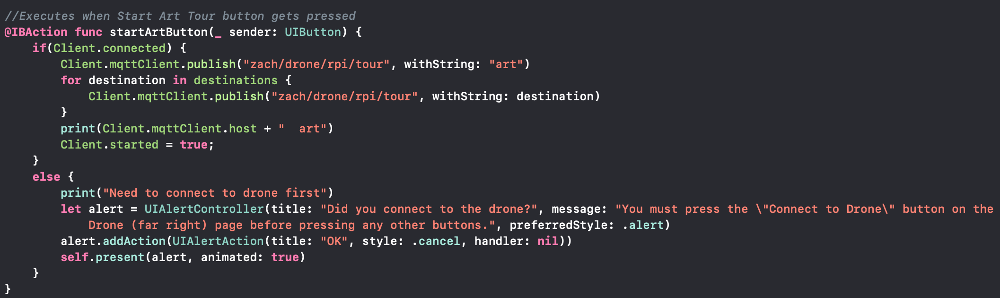 //Executes when Start Art Tour button gets pressed
@IBAction func startArtButton(_ sender: UIButton) {
    if(Client.connected) {
        Client.mqttClient.publish("zach/drone/rpi/tour", withString: "art")
        for destination in destinations {
            Client.mqttClient.publish("zach/drone/rpi/tour", withString: destination)
        }
        print(Client.mqttClient.host + "  art")
        Client.started = true;
    }
    else {
        print("Need to connect to drone first")
        let alert = UIAlertController(title: "Did you connect to the drone?", message: "You must press the \"Connect to Drone\" button on the
            Drone (far right) page before pressing any other buttons.", preferredStyle: .alert)
        alert.addAction(UIAlertAction(title: "OK", style: .cancel, handler: nil))
        self.present(alert, animated: true)
    }
}